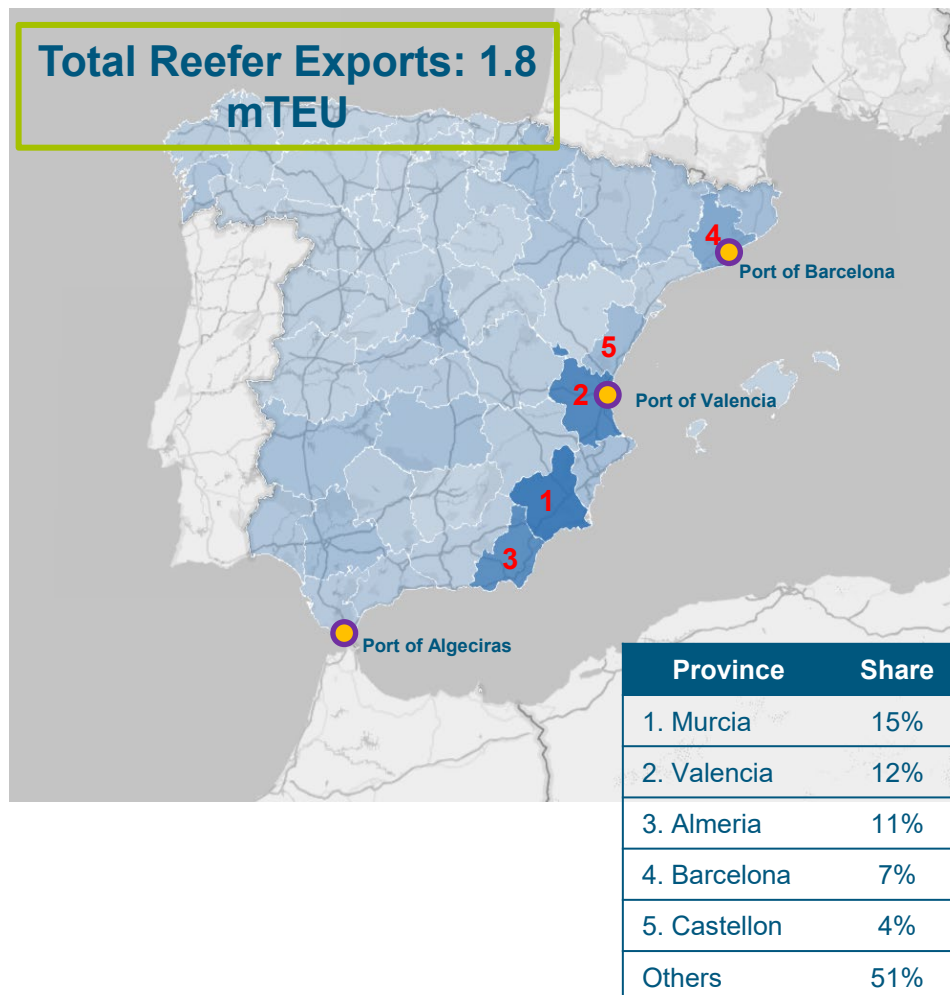 Total Reefer Exports: 1.8
mTEU
4
Port of Barcelona
5
2
Port of Valencia
1
3
Port of Algeciras
Province Share
1. Murcia 15%
2. Valencia 12%
3. Almeria 11%
4. Barcelona 7%
5. Castellon 4%
Others 51%